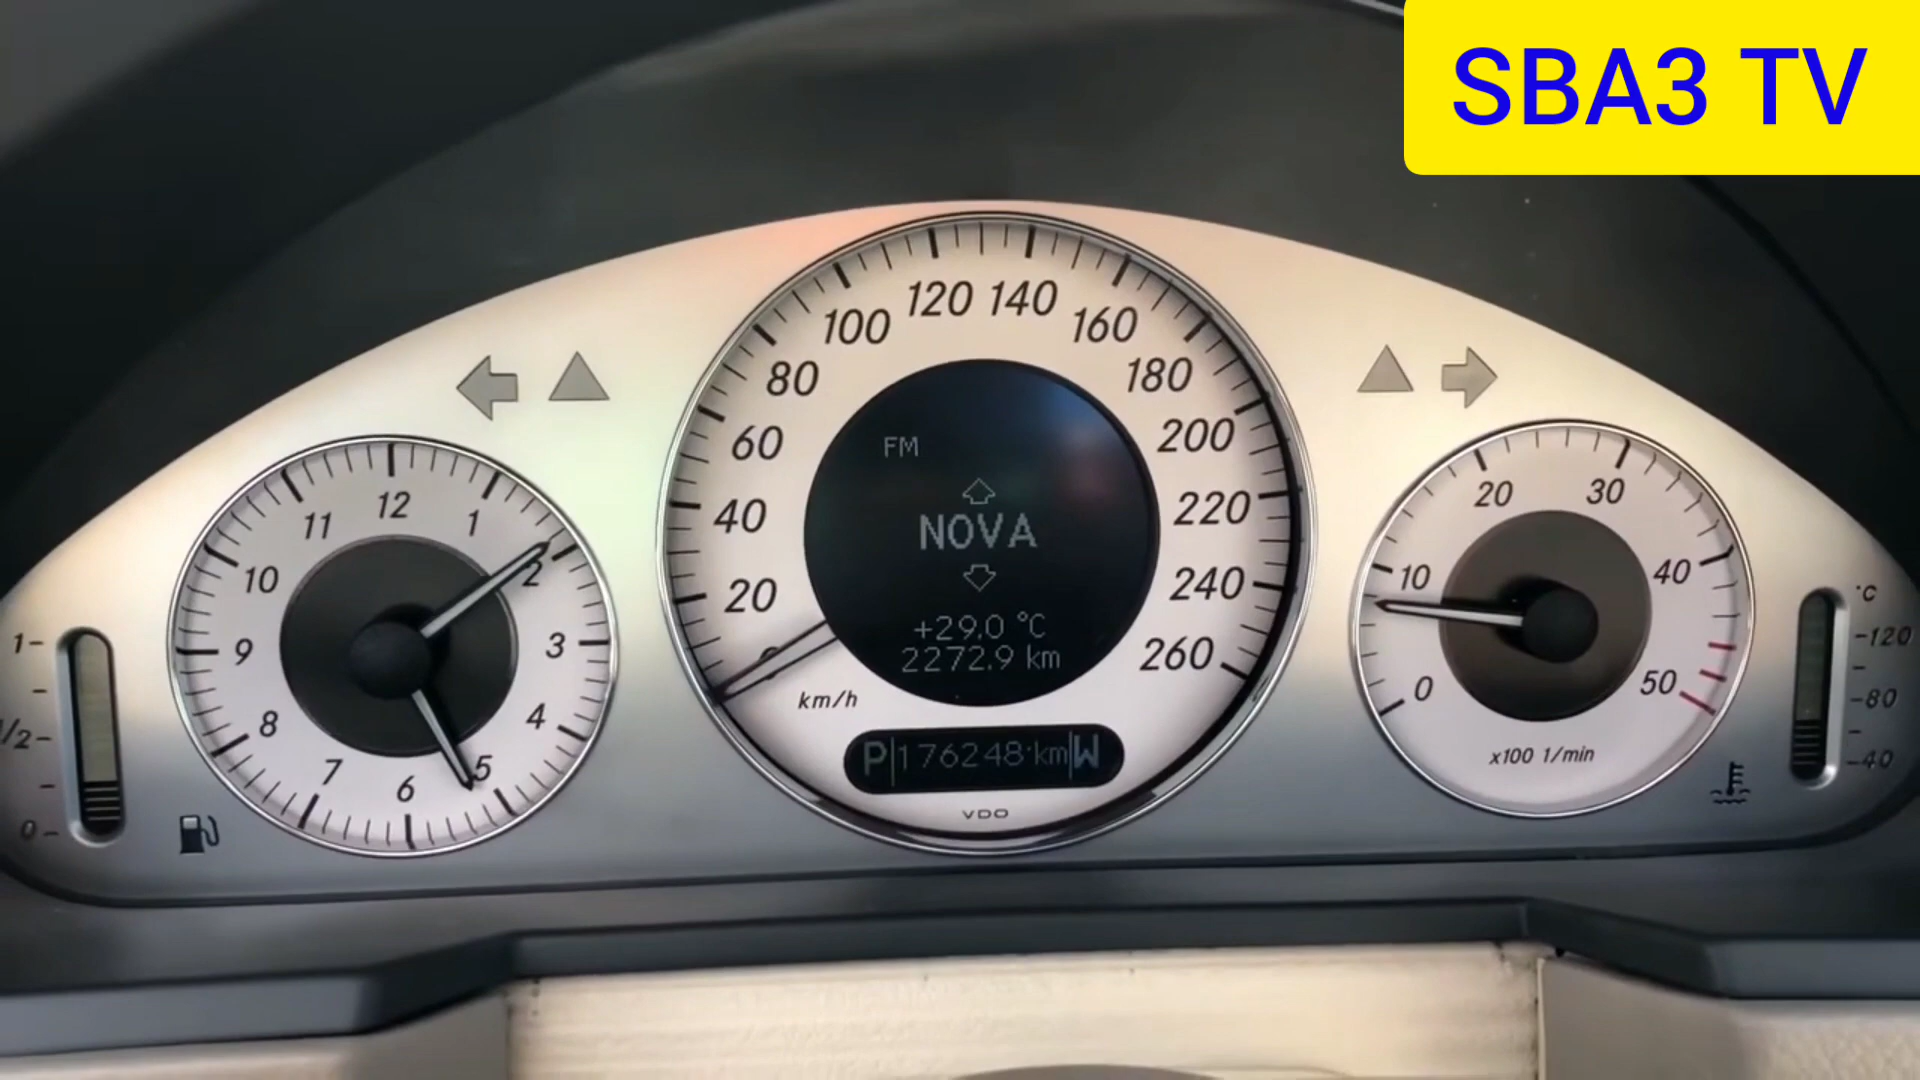 SBA3 TV
120 140
100 160
80 180
60 200
40 220
20 240
0 260
km/h
FM
NOVA
+29.0 °C
2272.9 km
P 176248 km W
VDO
12
11 1
10 2
9 3
8 4
7 5
6
1
1/2
0
20 30
10 40
0 50
x100 1/min
°C
120
80
40